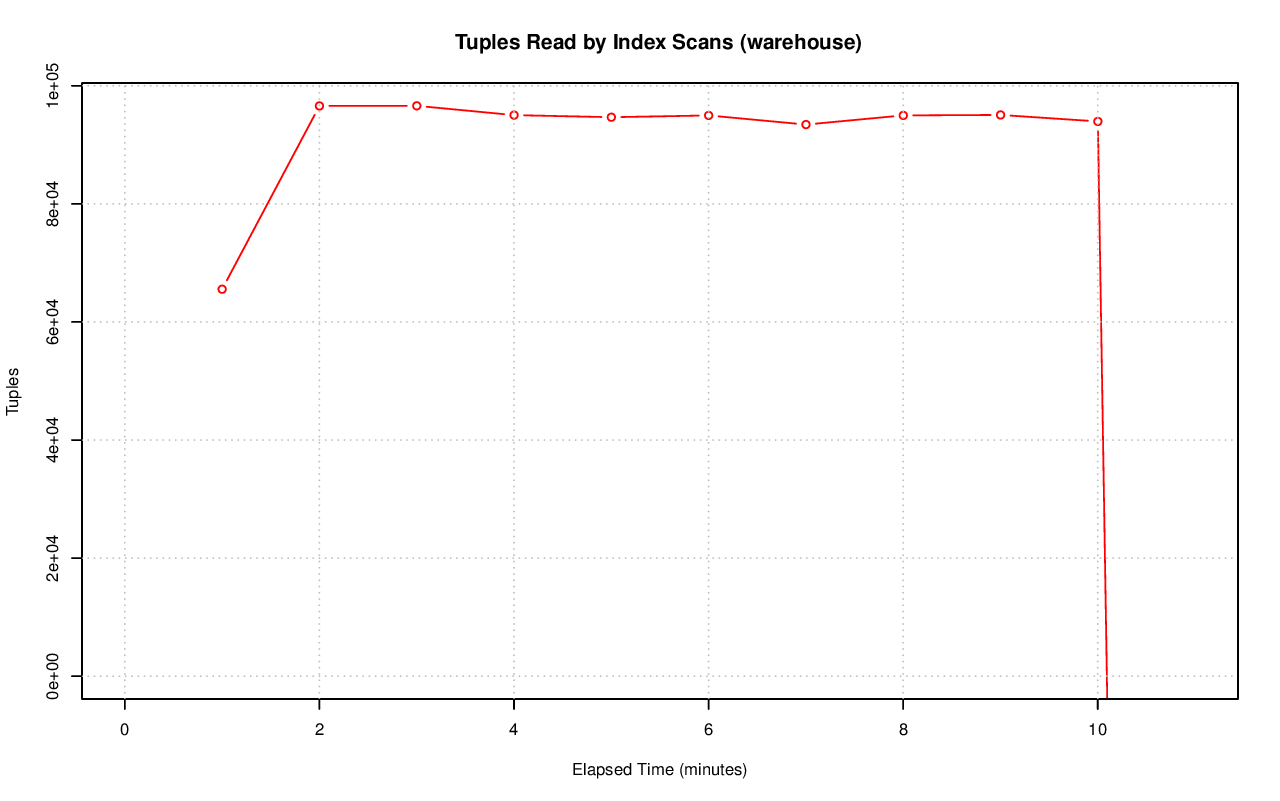 Tuples Read by Index Scans (warehouse)
Tuples
1e+05
8e+04
6e+04
4e+04
2e+04
0e+00
0 2 4 6 8 10
Elapsed Time (minutes)